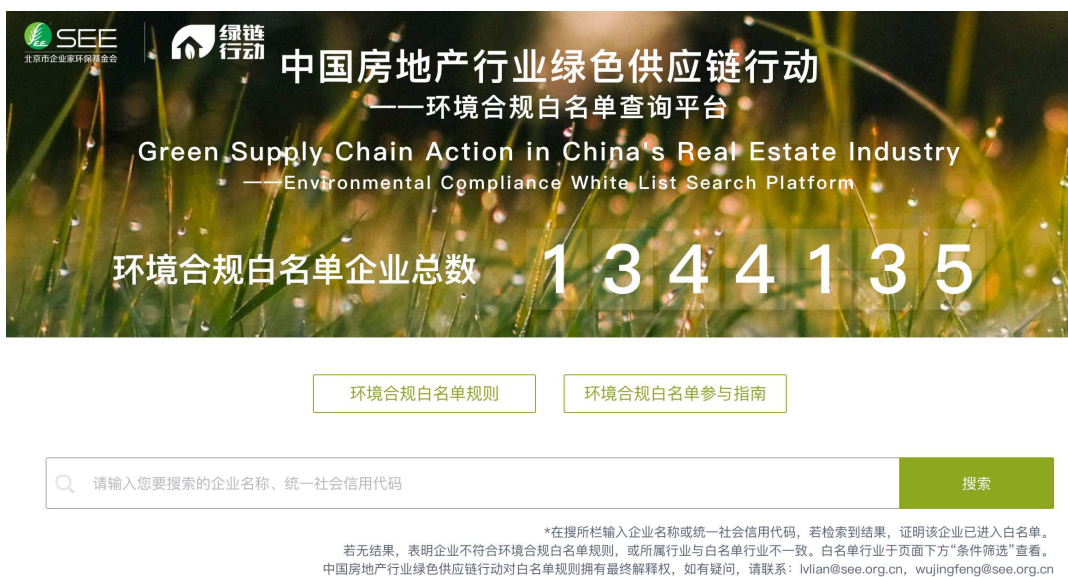 SEE
北京市企业家环保基金会
绿链
行动
中国房地产行业绿色供应链行动
——环境合规白名单查询平台
Green Supply Chain Action in China's Real Estate Industry
——Environmental Compliance White List Search Platform
环境合规白名单企业总数 1344135
环境合规白名单规则 环境合规白名单参与指南
请输入您要搜索的企业名称、统一社会信用代码 搜索
*在搜所栏输入企业名称或统一社会信用代码，若检索到结果，证明该企业已进入白名单。
若无结果，表明企业不符合环境合规白名单规则，或所属行业与白名单行业不一致。白名单行业于页面下方“条件筛选”查看。
中国房地产行业绿色供应链行动对白名单规则拥有最终解释权，如有疑问，请联系：lvlian@see.org.cn，wujingfeng@see.org.cn